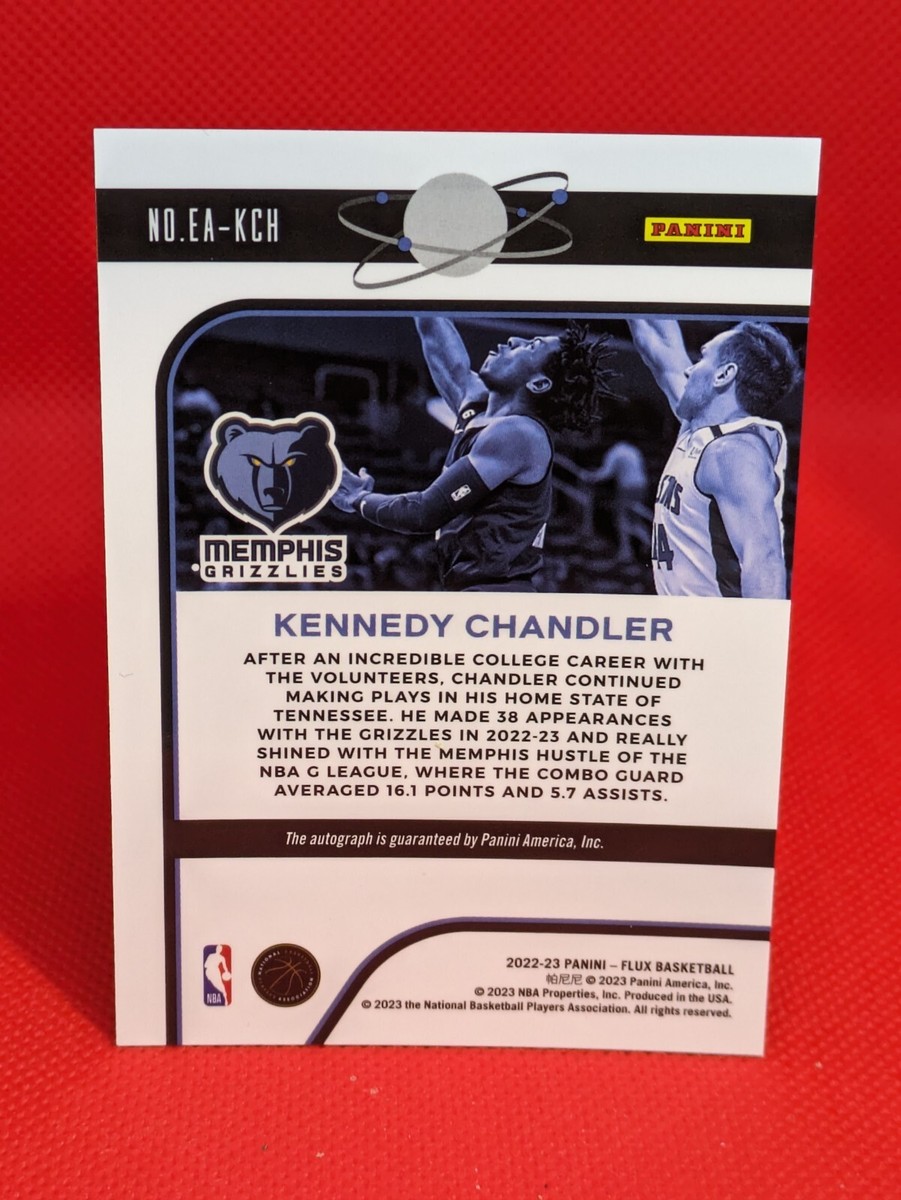 NO.EA-KCH
PANINI
MEMPHIS
GRIZZLIES
KENNEDY CHANDLER
AFTER AN INCREDIBLE COLLEGE CAREER WITH
THE VOLUNTEERS, CHANDLER CONTINUED
MAKING PLAYS IN HIS HOME STATE OF
TENNESSEE. HE MADE 38 APPEARANCES
WITH THE GRIZZLES IN 2022-23 AND REALLY
SHINED WITH THE MEMPHIS HUSTLE OF THE
NBA G LEAGUE, WHERE THE COMBO GUARD
AVERAGED 16.1 POINTS AND 5.7 ASSISTS.
The autograph is guaranteed by Panini America, Inc.
NBA
2022-23 PANINI – FLUX BASKETBALL
帕尼尼 © 2023 Panini America, Inc.
© 2023 NBA Properties, Inc. Produced in the USA.
© 2023 the National Basketball Players Association. All rights reserved.